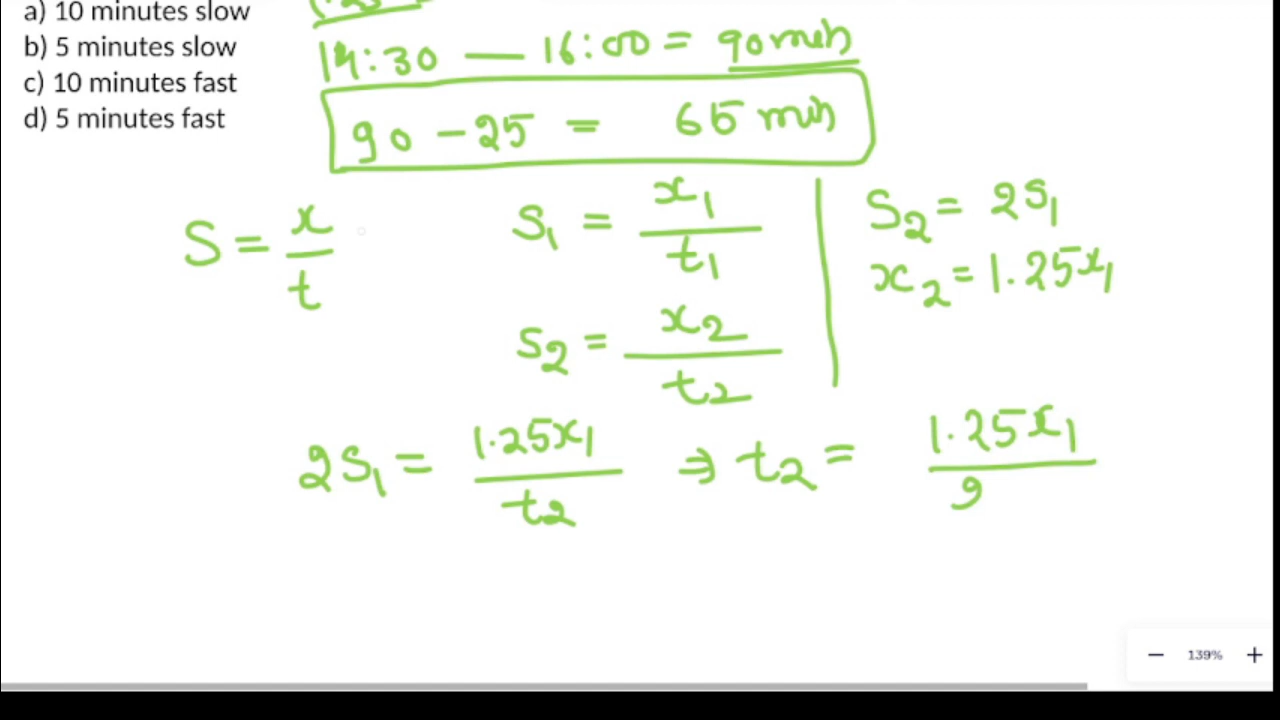 a) 10 minutes slow
b) 5 minutes slow
c) 10 minutes fast
d) 5 minutes fast
14:30 — 16:00 = 90 min
90 - 25 = 65 min
S = x/t
S₁ = x₁/t₁
S₂ = x₂/t₂
S₂ = 2S₁
x₂ = 1.25x₁
2S₁ = 1.25x₁/t₂ ⇒ t₂ = 1.25x₁/2
139%